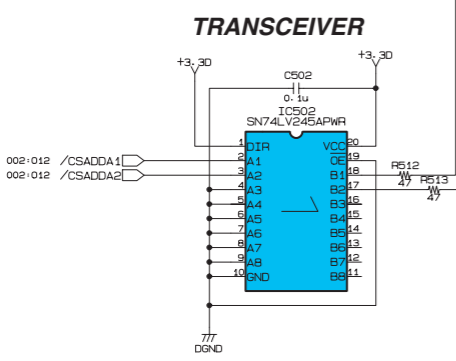 TRANSCEIVER
+3.3D
+3.3D
C502
0.1u
IC502
SN74LV245APWR
1 DIR VCC 20
002:012 /CSADDA1 2 A1 OE 19
002:012 /CSADDA2 3 A2 B1 18 R512 47
4 A3 B2 17 R513 47
5 A4 B3 16
6 A5 B4 15
7 A6 B5 14
8 A7 B6 13
9 A8 B7 12
10 GND B8 11
DGND